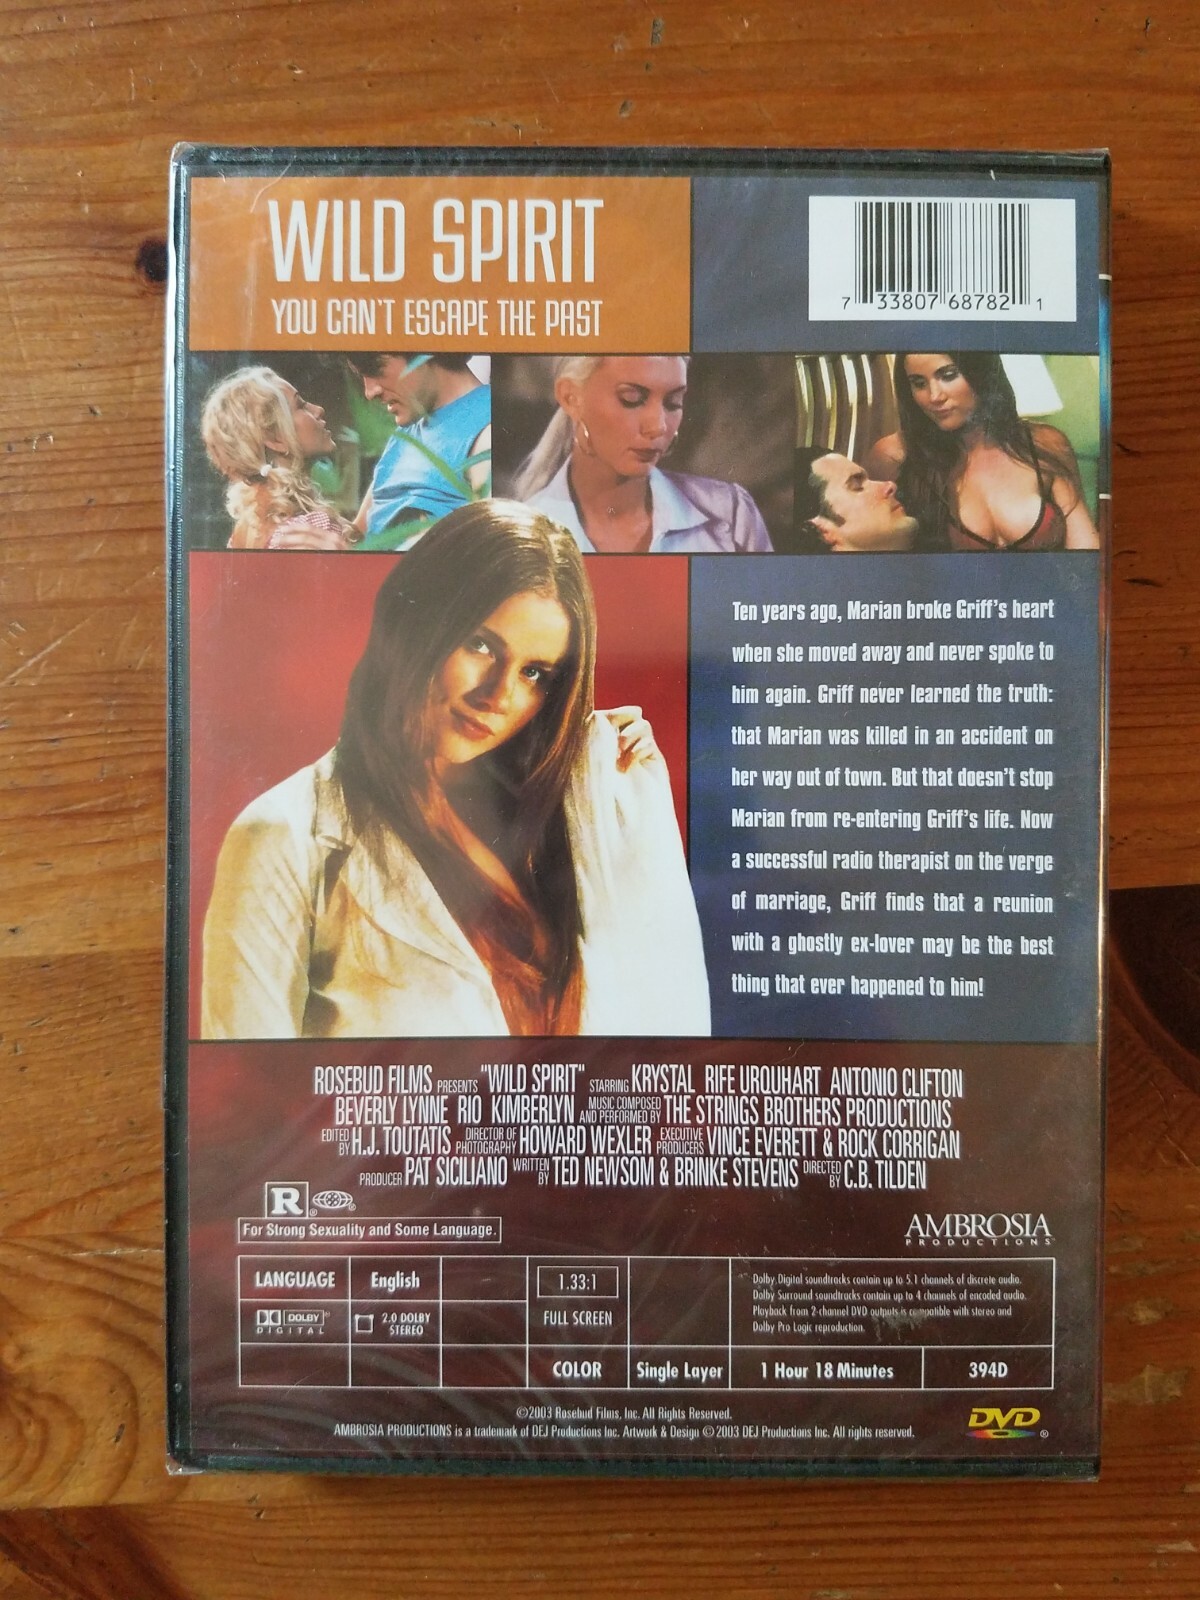 WILD SPIRIT
YOU CAN'T ESCAPE THE PAST
7 33807 68782 1
Ten years ago, Marian broke Griff's heart
when she moved away and never spoke to
him again. Griff never learned the truth:
that Marian was killed in an accident on
her way out of town. But that doesn't stop
Marian from re-entering Griff's life. Now
a successful radio therapist on the verge
of marriage, Griff finds that a reunion
with a ghostly ex-lover may be the best
thing that ever happened to him!
ROSEBUD FILMS PRESENTS "WILD SPIRIT" STARRING KRYSTAL RIFE URQUHART ANTONIO CLIFTON
BEVERLY LYNNE RIO KIMBERLYN MUSIC COMPOSED AND PERFORMED BY THE STRINGS BROTHERS PRODUCTIONS
EDITED BY H.J. TOUTATIS DIRECTOR OF PHOTOGRAPHY HOWARD WEXLER EXECUTIVE PRODUCERS VINCE EVERETT & ROCK CORRIGAN
PRODUCER PAT SICILIANO WRITTEN BY TED NEWSOM & BRINKE STEVENS DIRECTED BY C.B. TILDEN
R ®
For Strong Sexuality and Some Language.
AMBROSIA
PRODUCTIONS™
LANGUAGE English
DOLBY®
DIGITAL
2.0 DOLBY
STEREO
1.33:1
FULL SCREEN
COLOR
Single Layer
Dolby Digital soundtracks contain up to 5.1 channels of discrete audio.
Dolby Surround soundtracks contain up to 4 channels of encoded audio.
Playback from 2-channel DVD outputs is compatible with stereo and
Dolby Pro Logic reproduction.
1 Hour 18 Minutes
394D
©2003 Rosebud Films, Inc. All Rights Reserved.
AMBROSIA PRODUCTIONS is a trademark of DEJ Productions Inc. Artwork & Design ©2003 DEJ Productions Inc. All rights reserved.
DVD ®